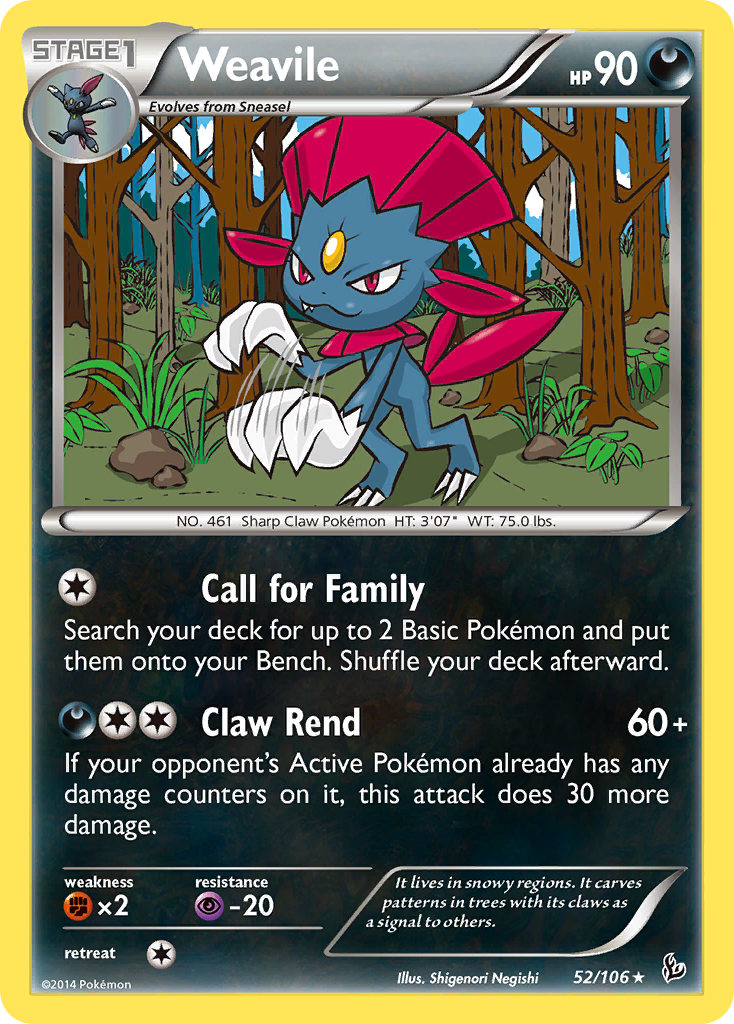 STAGE1
Weavile
HP 90
Evolves from Sneasel
NO. 461 Sharp Claw Pokémon HT: 3'07" WT: 75.0 lbs.
Call for Family
Search your deck for up to 2 Basic Pokémon and put
them onto your Bench. Shuffle your deck afterward.
Claw Rend 60+
If your opponent's Active Pokémon already has any
damage counters on it, this attack does 30 more
damage.
weakness resistance
×2 -20
It lives in snowy regions. It carves
patterns in trees with its claws as
a signal to others.
retreat
©2014 Pokémon
Illus. Shigenori Negishi 52/106